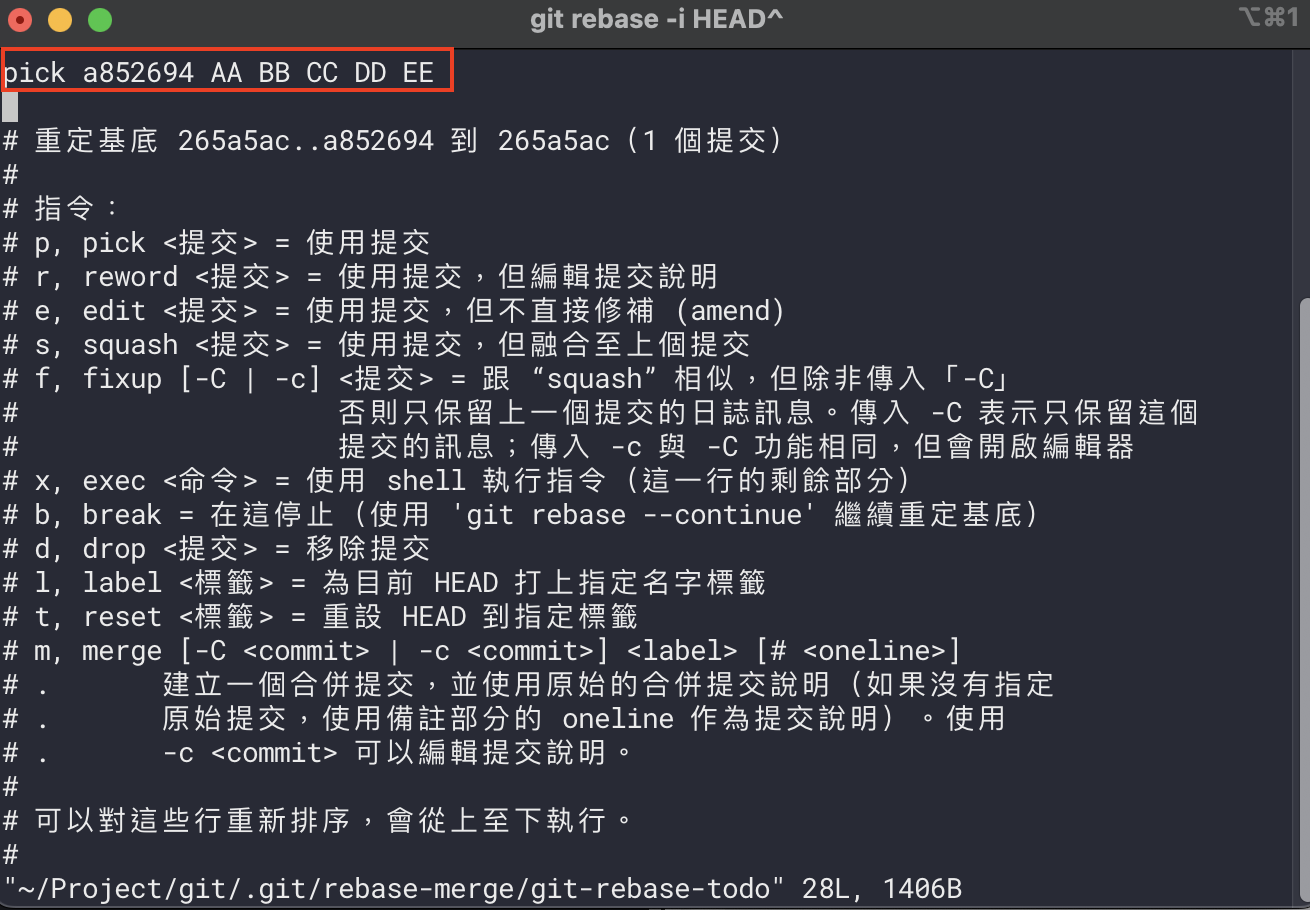 git rebase -i HEAD^
⌥⌘1
pick a852694 AA BB CC DD EE
# 重定基底 265a5ac..a852694 到 265a5ac（1 個提交）
#
# 指令：
# p, pick <提交> = 使用提交
# r, reword <提交> = 使用提交，但編輯提交說明
# e, edit <提交> = 使用提交，但不直接修補 (amend)
# s, squash <提交> = 使用提交，但融合至上個提交
# f, fixup [-C | -c] <提交> = 跟 “squash” 相似，但除非傳入「-C」
#                    否則只保留上一個提交的日誌訊息。傳入 -C 表示只保留這個
#                    提交的訊息；傳入 -c 與 -C 功能相同，但會開啟編輯器
# x, exec <命令> = 使用 shell 執行指令（這一行的剩餘部分）
# b, break = 在這停止（使用 'git rebase --continue' 繼續重定基底）
# d, drop <提交> = 移除提交
# l, label <標籤> = 為目前 HEAD 打上指定名字標籤
# t, reset <標籤> = 重設 HEAD 到指定標籤
# m, merge [-C <commit> | -c <commit>] <label> [# <oneline>]
# .       建立一個合併提交，並使用原始的合併提交說明（如果沒有指定
# .       原始提交，使用備註部分的 oneline 作為提交說明）。使用
# .       -c <commit> 可以編輯提交說明。
#
# 可以對這些行重新排序，會從上至下執行。
#
"~/Project/git/.git/rebase-merge/git-rebase-todo" 28L, 1406B